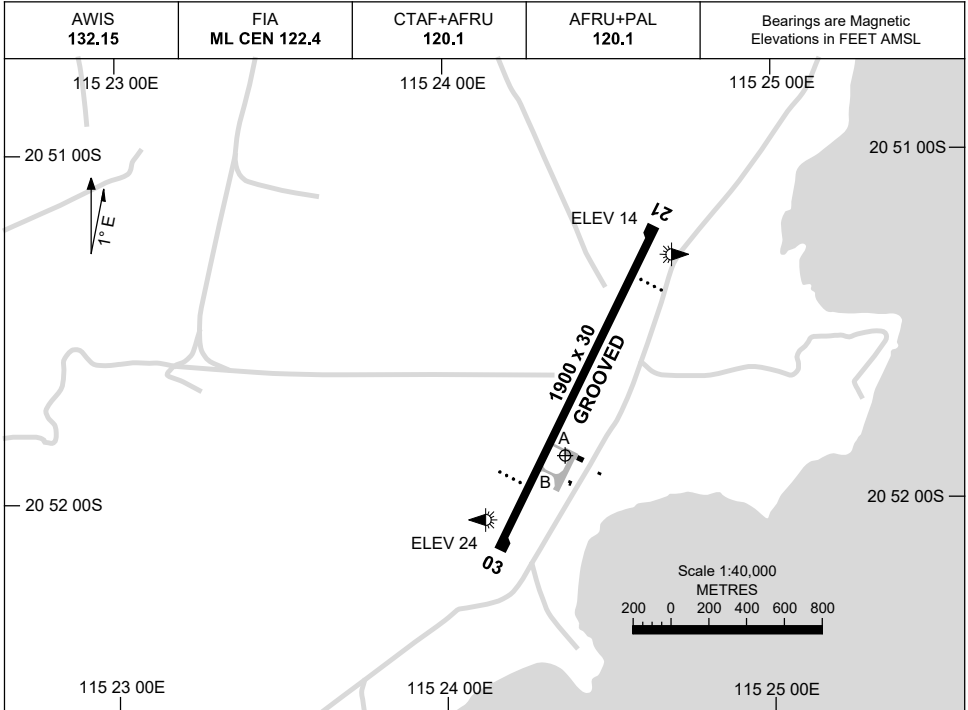 AWIS
132.15
FIA
ML CEN 122.4
CTAF+AFRU
120.1
AFRU+PAL
120.1
Bearings are Magnetic
Elevations in FEET AMSL
115 23 00E
115 24 00E
115 25 00E
20 51 00S
20 51 00S
1° E
ELEV 14
21
1900 x 30
GROOVED
A
B
20 52 00S
20 52 00S
ELEV 24
03
Scale 1:40,000
METRES
200 0 200 400 600 800
115 23 00E
115 24 00E
115 25 00E